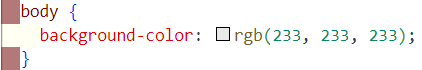 body {
background-color: rgb(233, 233, 233);
}